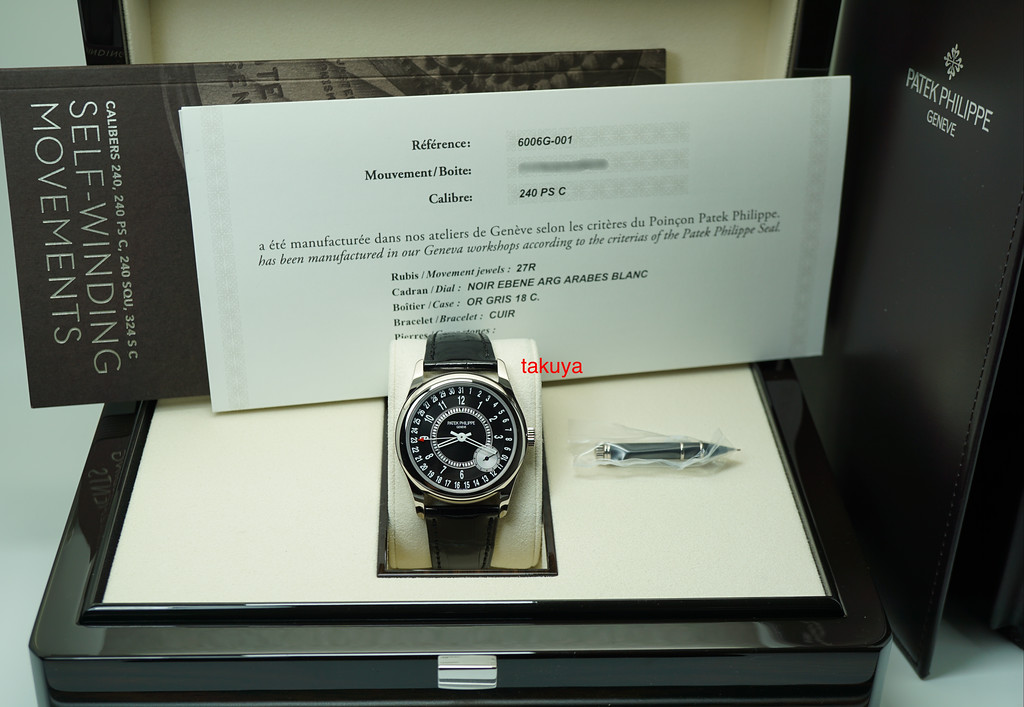 PATEK PHILIPPE
GENEVE
CALIBERS 240, 240 PS C, 240 SQU, 324 S C
SELF-WINDING
MOVEMENTS
Référence: 6006G-001
Mouvement/Boite:
Calibre: 240 PS C
a été manufacturée dans nos ateliers de Genève selon les critères du Poinçon Patek Philippe.
has been manufactured in our Geneva workshops according to the criterias of the Patek Philippe Seal.
Rubis / Movement jewels : 27R
Cadran / Dial : NOIR EBENE ARG ARABES BLANC
Boîtier / Case : OR GRIS 18 C.
Bracelet / Bracelet : CUIR
takuya
PATEK PHILIPPE
GENEVE